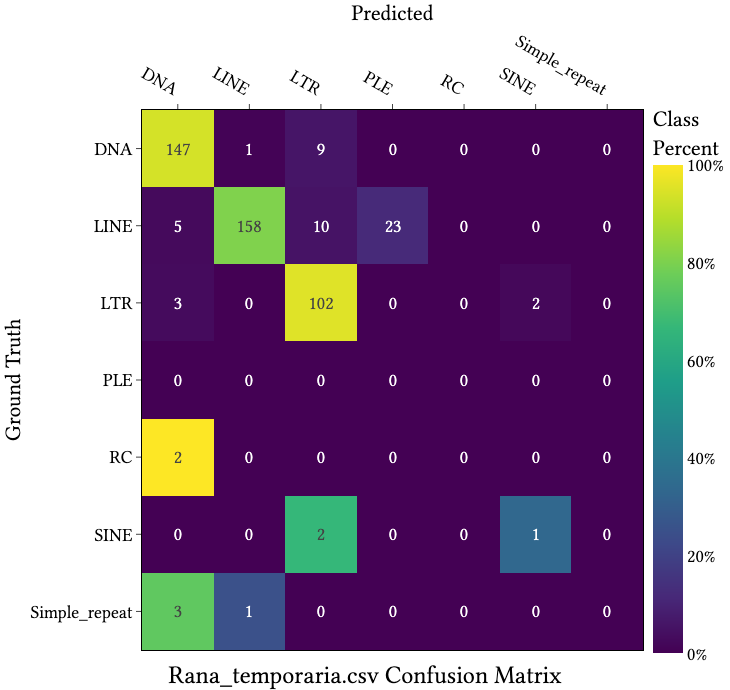 Predicted
DNA LINE LTR PLE RC SINE Simple_repeat
Class
Percent
Ground Truth
DNA 147 1 9 0 0 0 0
LINE 5 158 10 23 0 0 0
LTR 3 0 102 0 0 2 0
PLE 0 0 0 0 0 0 0
RC 2 0 0 0 0 0 0
SINE 0 0 2 0 0 1 0
Simple_repeat 3 1 0 0 0 0 0
100%
80%
60%
40%
20%
0%
Rana_temporaria.csv Confusion Matrix